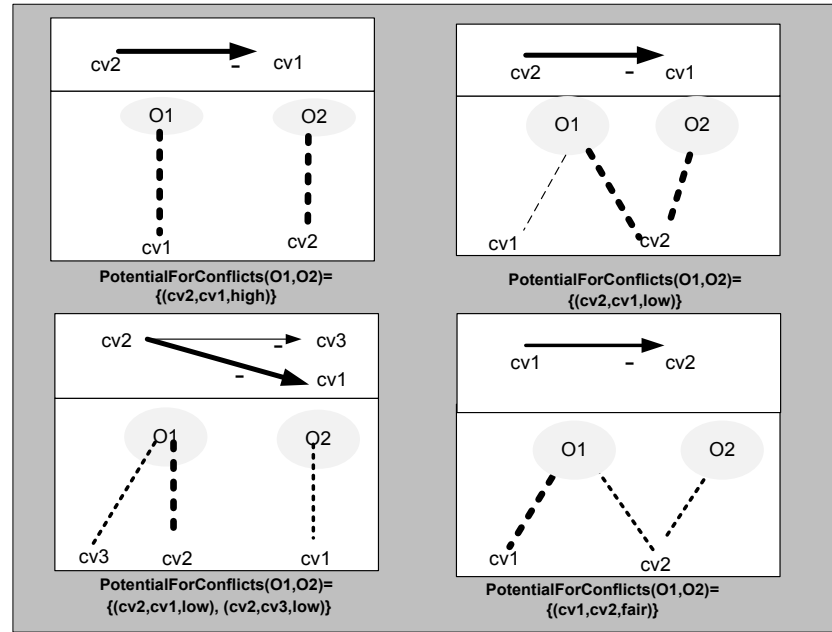 cv2
-
cv1
O1
O2
cv1
cv2
PotentialForConflicts(O1,O2)=
{(cv2,cv1,high)}
cv2
-
cv1
O1
O2
cv1
cv2
PotentialForConflicts(O1,O2)=
{(cv2,cv1,low)}
cv2
-
cv3
-
cv1
O1
O2
cv3
cv2
cv1
PotentialForConflicts(O1,O2)=
{(cv2,cv1,low), (cv2,cv3,low)}
cv1
-
cv2
O1
O2
cv1
cv2
PotentialForConflicts(O1,O2)=
{(cv1,cv2,fair)}